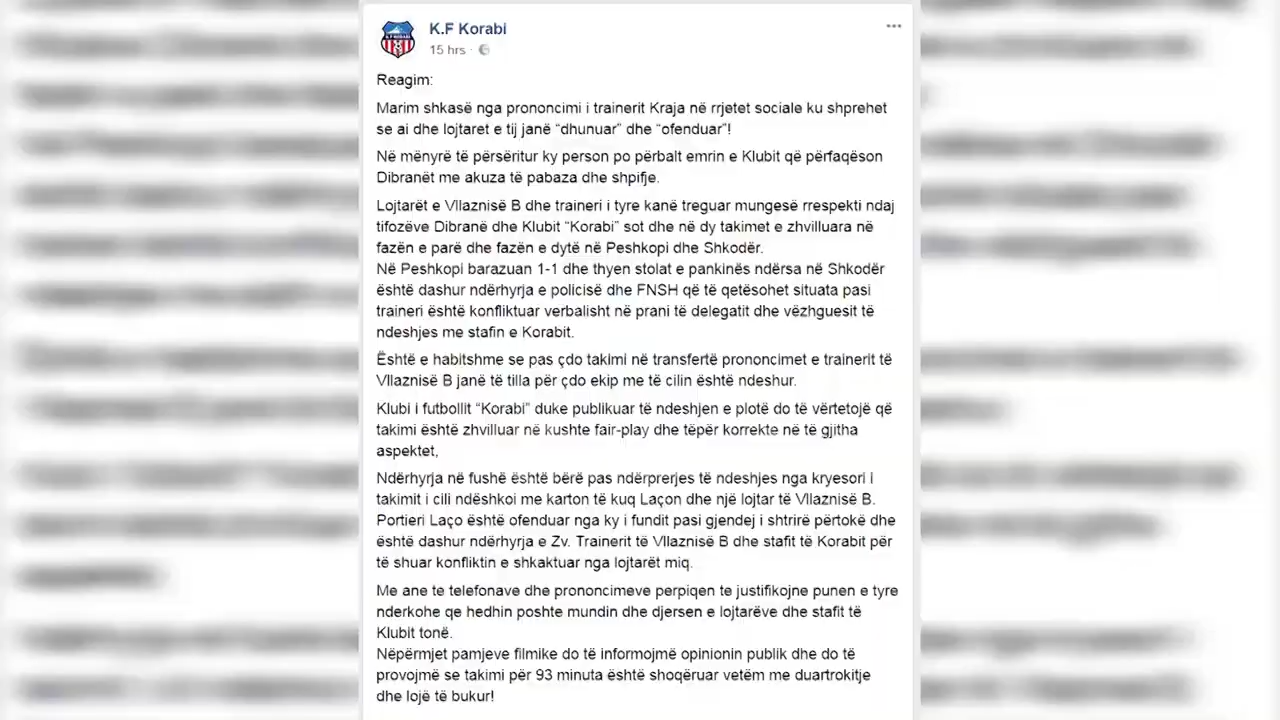 K.F Korabi
15 hrs
Reagim:
Marim shkasë nga prononcimi i trainerit Kraja në rrjetet sociale ku shprehet
se ai dhe lojtaret e tij janë "dhunuar" dhe "ofenduar"!
Në mënyrë të përsëritur ky person po përbalt emrin e Klubit që përfaqëson
Dibranët me akuza të pabaza dhe shpifje.
Lojtarët e Vllaznisë B dhe traineri i tyre kanë treguar mungesë rrespekti ndaj
tifozëve Dibranë dhe Klubit "Korabi" sot dhe në dy takimet e zhvilluara në
fazën e parë dhe fazën e dytë në Peshkopi dhe Shkodër.
Në Peshkopi barazuan 1-1 dhe thyen stolat e pankinës ndërsa në Shkodër
është dashur ndërhyrja e policisë dhe FNSH që të qetësohet situata pasi
traineri është konfliktuar verbalisht në prani të delegatit dhe vëzhguesit të
ndeshjes me stafin e Korabit.
Është e habitshme se pas çdo takimi në transfertë prononcimet e trainerit të
Vllaznisë B janë të tilla për çdo ekip me të cilin është ndeshur.
Klubi i futbollit "Korabi" duke publikuar të ndeshjen e plotë do të vërtetojë që
takimi është zhvilluar në kushte fair-play dhe tëpër korrekte në të gjitha
aspektet,
Ndërhyrja në fushë është bërë pas ndërprerjes të ndeshjes nga kryesori I
takimit i cili ndëshkoi me karton të kuq Laçon dhe një lojtar të Vllaznisë B.
Portieri Laço është ofenduar nga ky i fundit pasi gjendej i shtrirë përtokë dhe
është dashur ndërhyrja e Zv. Trainerit të Vllaznisë B dhe stafit të Korabit për
të shuar konfliktin e shkaktuar nga lojtarët miq.
Me ane te telefonave dhe prononcimeve perpiqen te justifikojne punen e tyre
nderkohe qe hedhin poshte mundin dhe djersen e lojtarëve dhe stafit të
Klubit tonë.
Nëpërmjet pamjeve filmike do të informojmë opinionin publik dhe do të
provojmë se takimi për 93 minuta është shoqëruar vetëm me duartrokitje
dhe lojë të bukur!